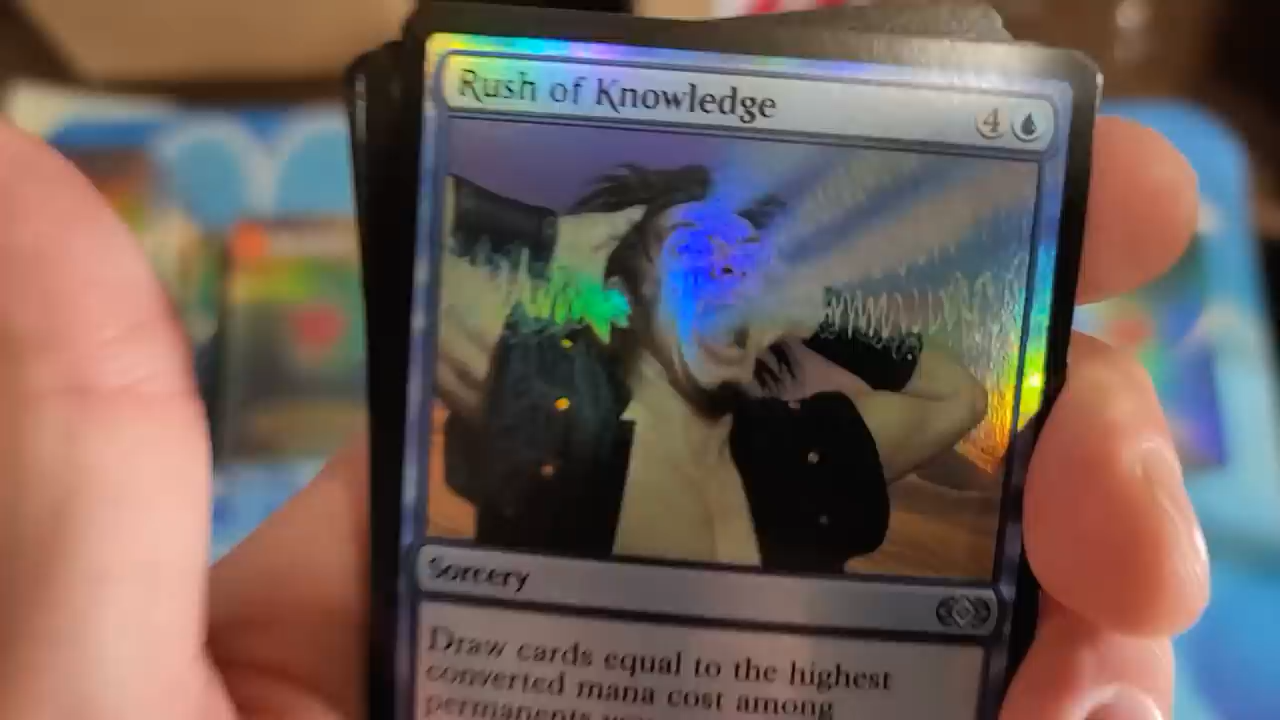 Rush of Knowledge
4
Sorcery
Draw cards equal to the highest
converted mana cost among
permanents